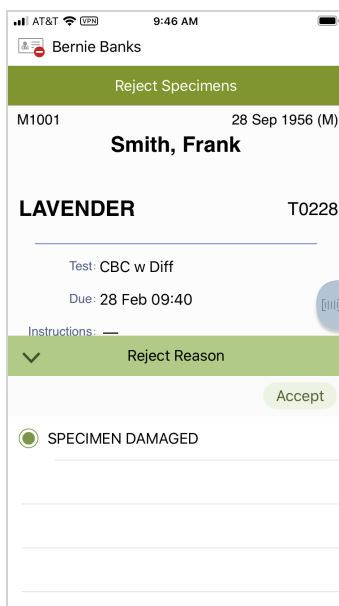 AT&T VPN 9:46 AM
Bernie Banks
Reject Specimens
M1001 28 Sep 1956 (M)
Smith, Frank
LAVENDER T0228
Test: CBC w Diff
Due: 28 Feb 09:40
Instructions: —
Reject Reason
Accept
SPECIMEN DAMAGED